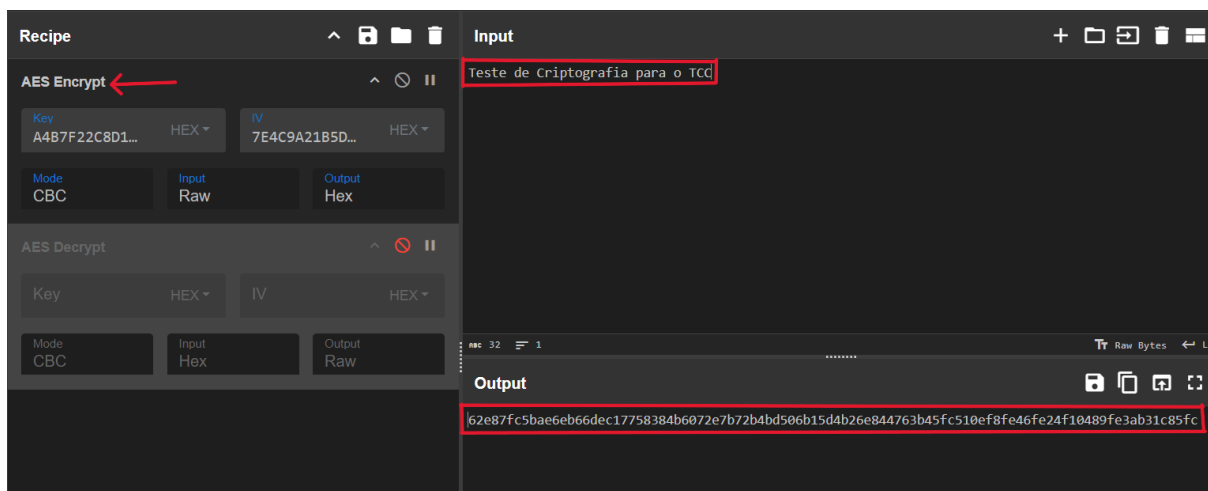 Recipe
AES Encrypt
Key
A4B7F22C8D1...
HEX
IV
7E4C9A21B5D...
HEX
Mode
CBC
Input
Raw
Output
Hex
AES Decrypt
Key
HEX
IV
HEX
Mode
CBC
Input
Hex
Output
Raw
Input
Teste de Criptografia para o TCC
ABC 32 1
Tт Raw Bytes L
Output
62e87fc5bae6eb66dec17758384b6072e7b72b4bd506b15d4b26e844763b45fc510ef8fe46fe24f10489fe3ab31c85fc